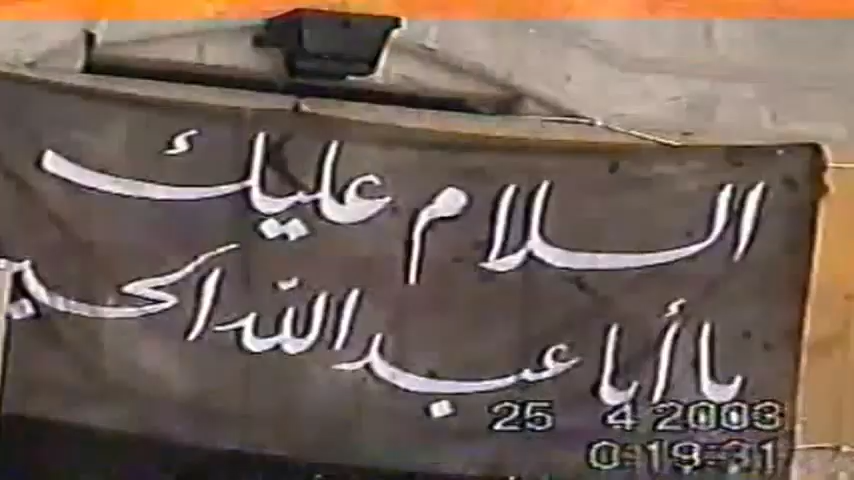 السلام عليك
يا أبا عبد الله
25 4 2003
0:19:31